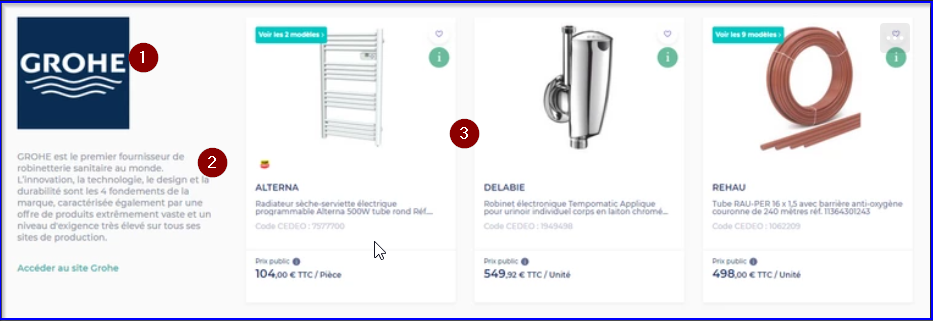 GROHE
1
GROHE est le premier fournisseur de
robinetterie sanitaire au monde.
L'innovation, la technologie, le design et la
durabilité sont les 4 fondements de la
marque, caractérisée également par une
offre de produits extrêmement vaste et un
niveau d'exigence très élevé sur tous ses
sites de production.
2
Accéder au site Grohe
Voir les 2 modèles ›
i
ALTERNA
Radiateur sèche-serviette électrique
programmable Alterna 500W tube rond Réf....
Code CEDEO : 7577700
Prix public i
104,00 € TTC / Pièce
3
i
DELABIE
Robinet électronique Tempomatic Applique
pour urinoir individuel corps en laiton chromé...
Code CEDEO : 1949498
Prix public i
549,92 € TTC / Unité
Voir les 9 modèles ›
i
REHAU
Tube RAU-PER 16 x 1,5 avec barrière anti-oxygène
couronne de 240 mètres réf. 11364301243
Code CEDEO : 1062209
Prix public i
498,00 € TTC / Unité